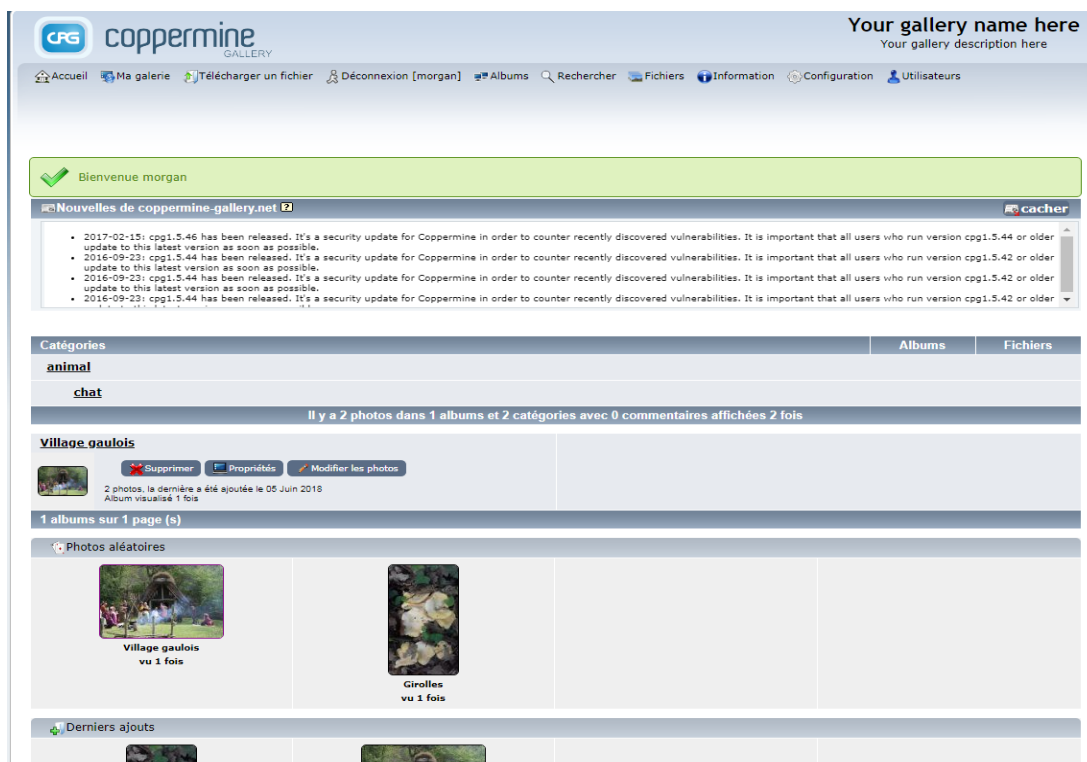 CPG coppermine
GALLERY
Your gallery name here
Your gallery description here
Accueil Ma galerie Télécharger un fichier Déconnexion [morgan] Albums Rechercher Fichiers Information Configuration Utilisateurs
Bienvenue morgan
Nouvelles de coppermine-gallery.net ? cacher
2017-02-15: cpg1.5.46 has been released. It's a security update for Coppermine in order to counter recently discovered vulnerabilities. It is important that all users who run version cpg1.5.44 or older
update to this latest version as soon as possible.
2016-09-23: cpg1.5.44 has been released. It's a security update for Coppermine in order to counter recently discovered vulnerabilities. It is important that all users who run version cpg1.5.42 or older
update to this latest version as soon as possible.
2016-09-23: cpg1.5.44 has been released. It's a security update for Coppermine in order to counter recently discovered vulnerabilities. It is important that all users who run version cpg1.5.42 or older
update to this latest version as soon as possible.
2016-09-23: cpg1.5.44 has been released. It's a security update for Coppermine in order to counter recently discovered vulnerabilities. It is important that all users who run version cpg1.5.42 or older
Catégories Albums Fichiers
animal
chat
Il y a 2 photos dans 1 albums et 2 catégories avec 0 commentaires affichées 2 fois
Village gaulois
Supprimer Propriétés Modifier les photos
2 photos, la dernière a été ajoutée le 05 Juin 2018
Album visualisé 1 fois
1 albums sur 1 page (s)
Photos aléatoires
Village gaulois
vu 1 fois
Girolles
vu 1 fois
Derniers ajouts